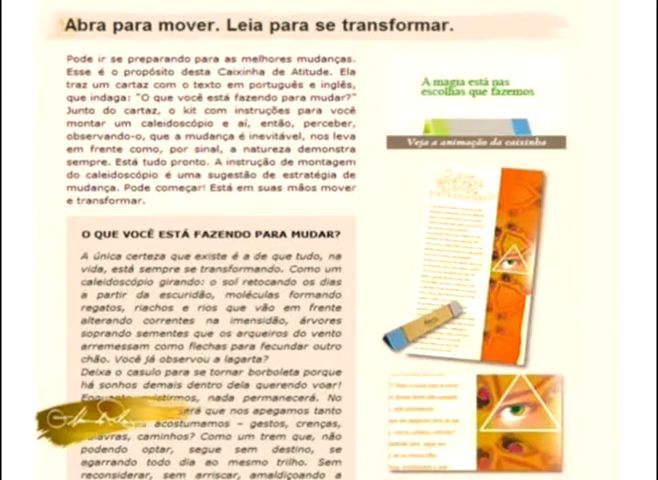 Abra para mover. Leia para se transformar.
Pode ir se preparando para as melhores mudanças.
Esse é o propósito desta Caixinha de Atitude. Ela
traz um cartaz com o texto em português e inglês,
que indaga: "O que você está fazendo para mudar?"
Junto do cartaz, o kit com instruções para você
montar um caleidoscópio e aí, então, perceber,
observando-o, que a mudança é inevitável, nos leva
em frente como, por sinal, a natureza demonstra
sempre. Está tudo pronto. A instrução de montagem
do caleidoscópio é uma sugestão de estratégia de
mudança. Pode começar! Está em suas mãos mover
e transformar.
O QUE VOCÊ ESTÁ FAZENDO PARA MUDAR?
A única certeza que existe é a de que tudo, na
vida, está sempre se transformando. Como um
caleidoscópio girando: o sol retocando os dias
a partir da escuridão, moléculas formando
regatos, riachos e rios que vão em frente
alterando correntes na imensidão, árvores
soprando sementes que os arqueiros do vento
arremessam como flechas para fecundar outro
chão. Você já observou a lagarta?
Deixa o casulo para se tornar borboleta porque
há sonhos demais dentro dela querendo voar!
nada permanecerá. No
que nos apegamos tanto
acostumamos – gestos, crenças,
caminhos? Como um trem que, não
podendo optar, segue sem destino, se
agarrando todo dia ao mesmo trilho. Sem
reconsiderar, sem arriscar, amaldiçoando a
A magia está nas
escolhas que fazemos
Veja a animação da caixinha